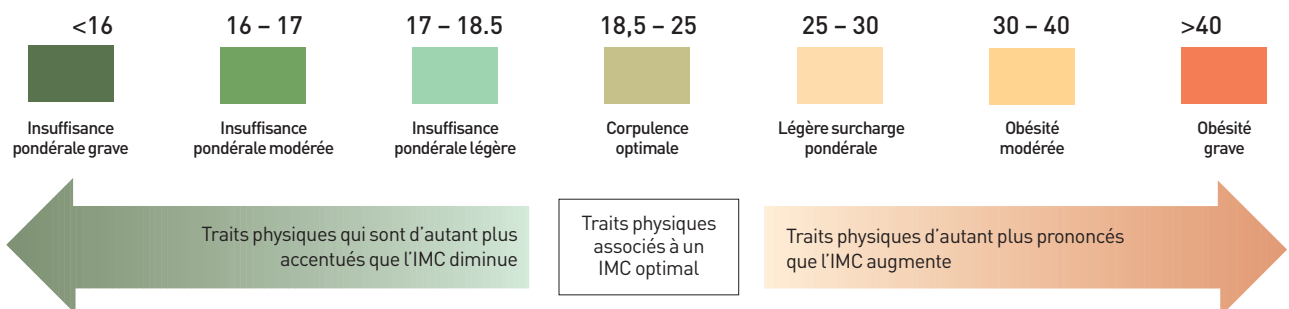 <16
16 – 17
17 – 18.5
18,5 – 25
25 – 30
30 – 40
>40
Insuffisance
pondérale grave
Insuffisance
pondérale modérée
Insuffisance
pondérale légère
Corpulence
optimale
Légère surcharge
pondérale
Obésité
modérée
Obésité
grave
Traits physiques qui sont d'autant plus
accentués que l'IMC diminue
Traits physiques
associés à un
IMC optimal
Traits physiques d'autant plus prononcés
que l'IMC augmente